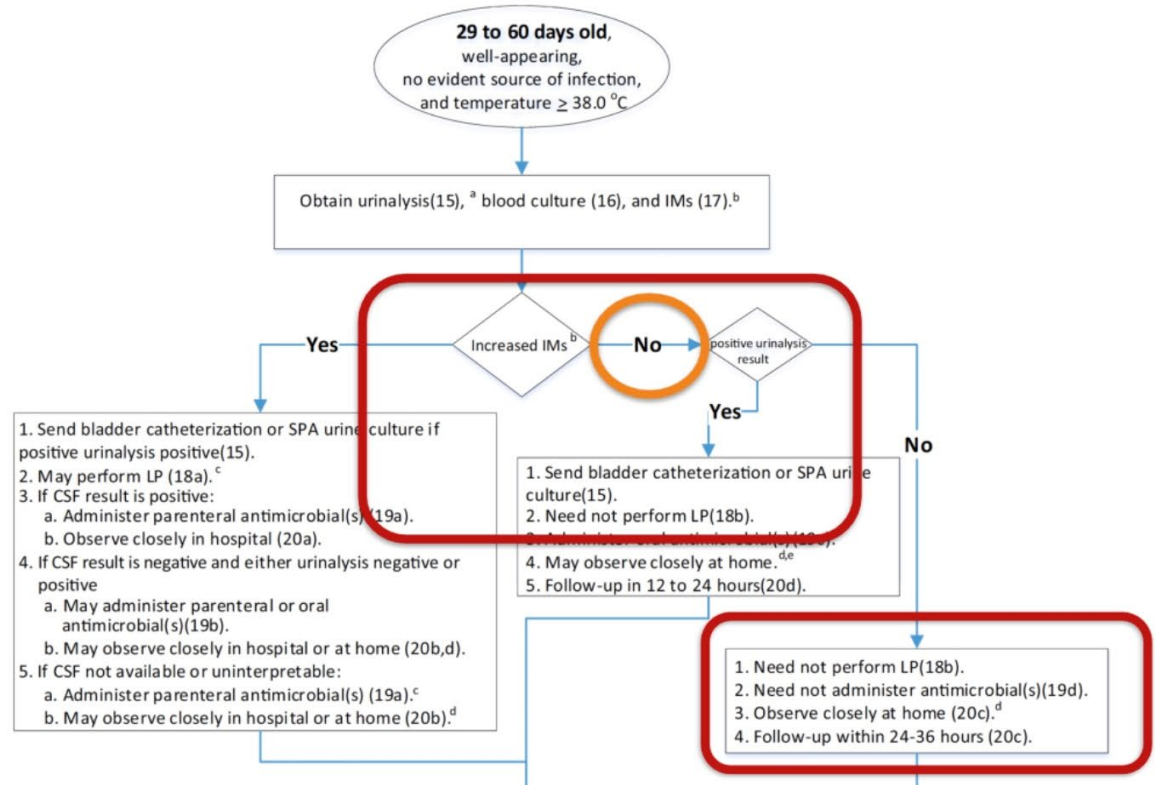 29 to 60 days old,
well-appearing,
no evident source of infection,
and temperature ≥ 38.0 °C
Obtain urinalysis(15), a blood culture (16), and IMs (17).b
Increased IMs b
No
positive urinalysis
result
Yes
Yes
No
1. Send bladder catheterization or SPA urine culture if
positive urinalysis positive(15).
2. May perform LP (18a).c
3. If CSF result is positive:
a. Administer parenteral antimicrobial(s) (19a).
b. Observe closely in hospital (20a).
4. If CSF result is negative and either urinalysis negative or
positive
a. May administer parenteral or oral
antimicrobial(s)(19b).
b. May observe closely in hospital or at home (20b,d).
5. If CSF not available or uninterpretable:
a. Administer parenteral antimicrobial(s) (19a).c
b. May observe closely in hospital or at home (20b).d
1. Send bladder catheterization or SPA urine
culture(15).
2. Need not perform LP(18b).
3. Administer oral antimicrobial(s)(19c).
4. May observe closely at home.d,e
5. Follow-up in 12 to 24 hours(20d).
1. Need not perform LP(18b).
2. Need not administer antimicrobial(s)(19d).
3. Observe closely at home (20c).d
4. Follow-up within 24-36 hours (20c).